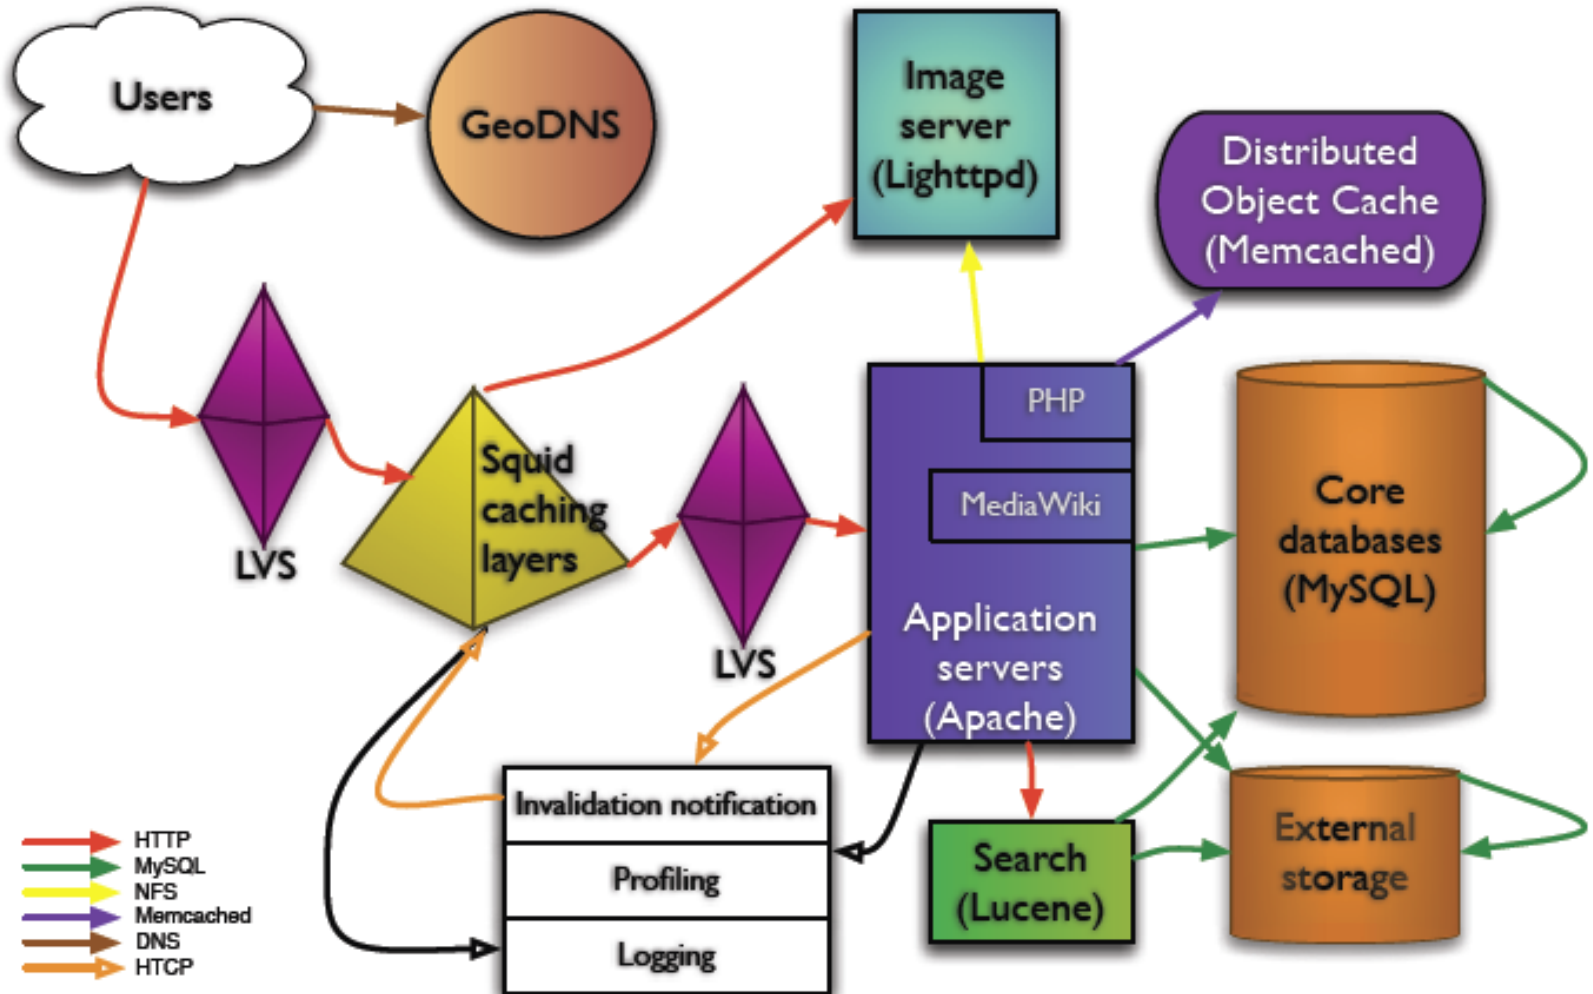 Users
GeoDNS
Image
server
(Lighttpd)
Distributed
Object Cache
(Memcached)
LVS
Squid
caching
layers
LVS
PHP
MediaWiki
Application
servers
(Apache)
Core
databases
(MySQL)
Invalidation notification
Profiling
Logging
Search
(Lucene)
External
storage
HTTP
MySQL
NFS
Memcached
DNS
HTCP